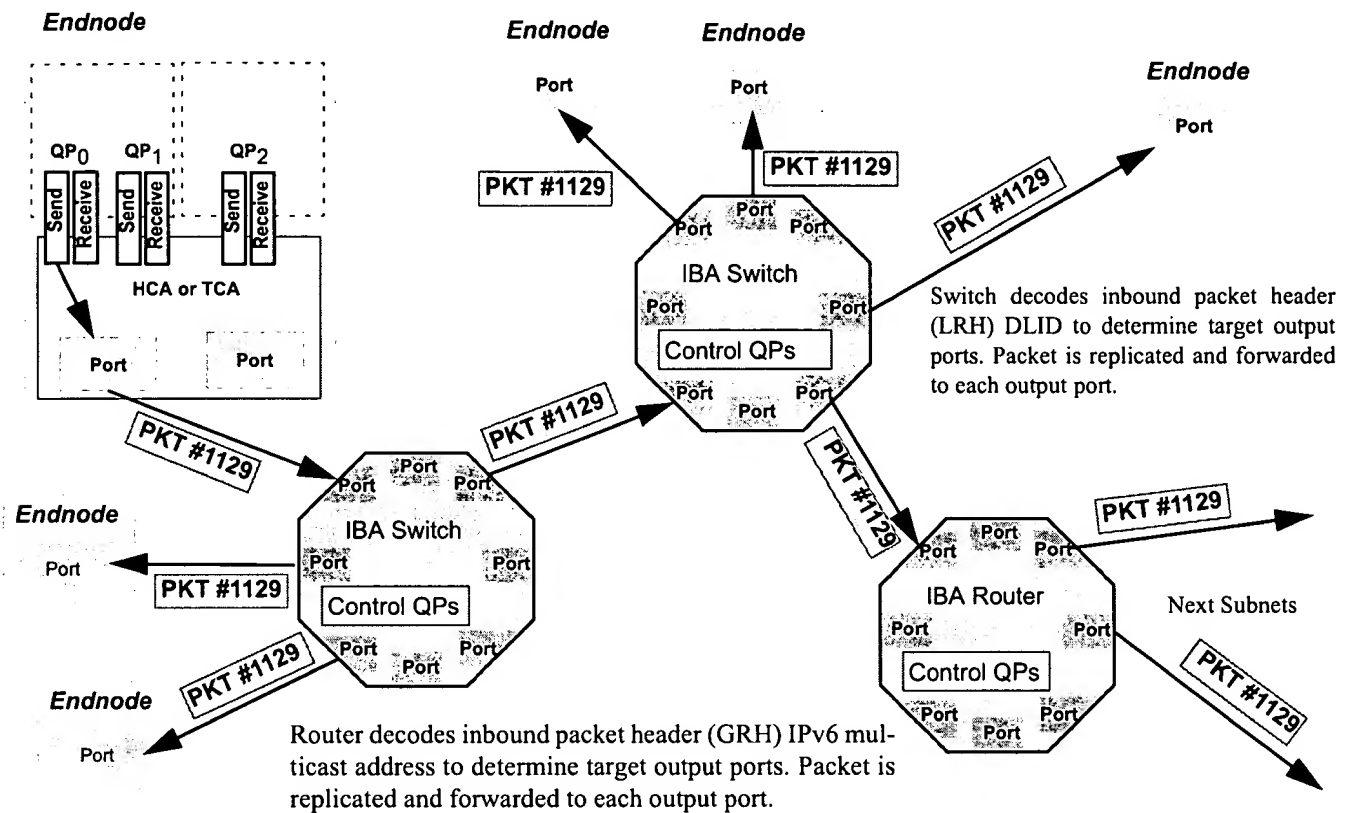 Endnode
Endnode
Endnode
Endnode
Port
Port
Port
QP0
QP1
QP2
Send
Receive
Send
Receive
Send
Receive
HCA or TCA
Port
Port
PKT #1129
PKT #1129
PKT #1129
PKT #1129
Port
Port
Port
IBA Switch
Port
Port
Control QPs
Port
Port
Port
Switch decodes inbound packet header
(LRH) DLID to determine target output
ports. Packet is replicated and forwarded
to each output port.
PKT #1129
PKT #1129
Port
Port
Port
IBA Switch
Port
Port
Control QPs
Port
Port
Port
Endnode
Port
PKT #1129
Endnode
Port
PKT #1129
Port
Port
Port
IBA Router
Port
Port
Control QPs
Port
Port
Port
PKT #1129
Next Subnets
PKT #1129
Router decodes inbound packet header (GRH) IPv6 mul-
ticast address to determine target output ports. Packet is
replicated and forwarded to each output port.